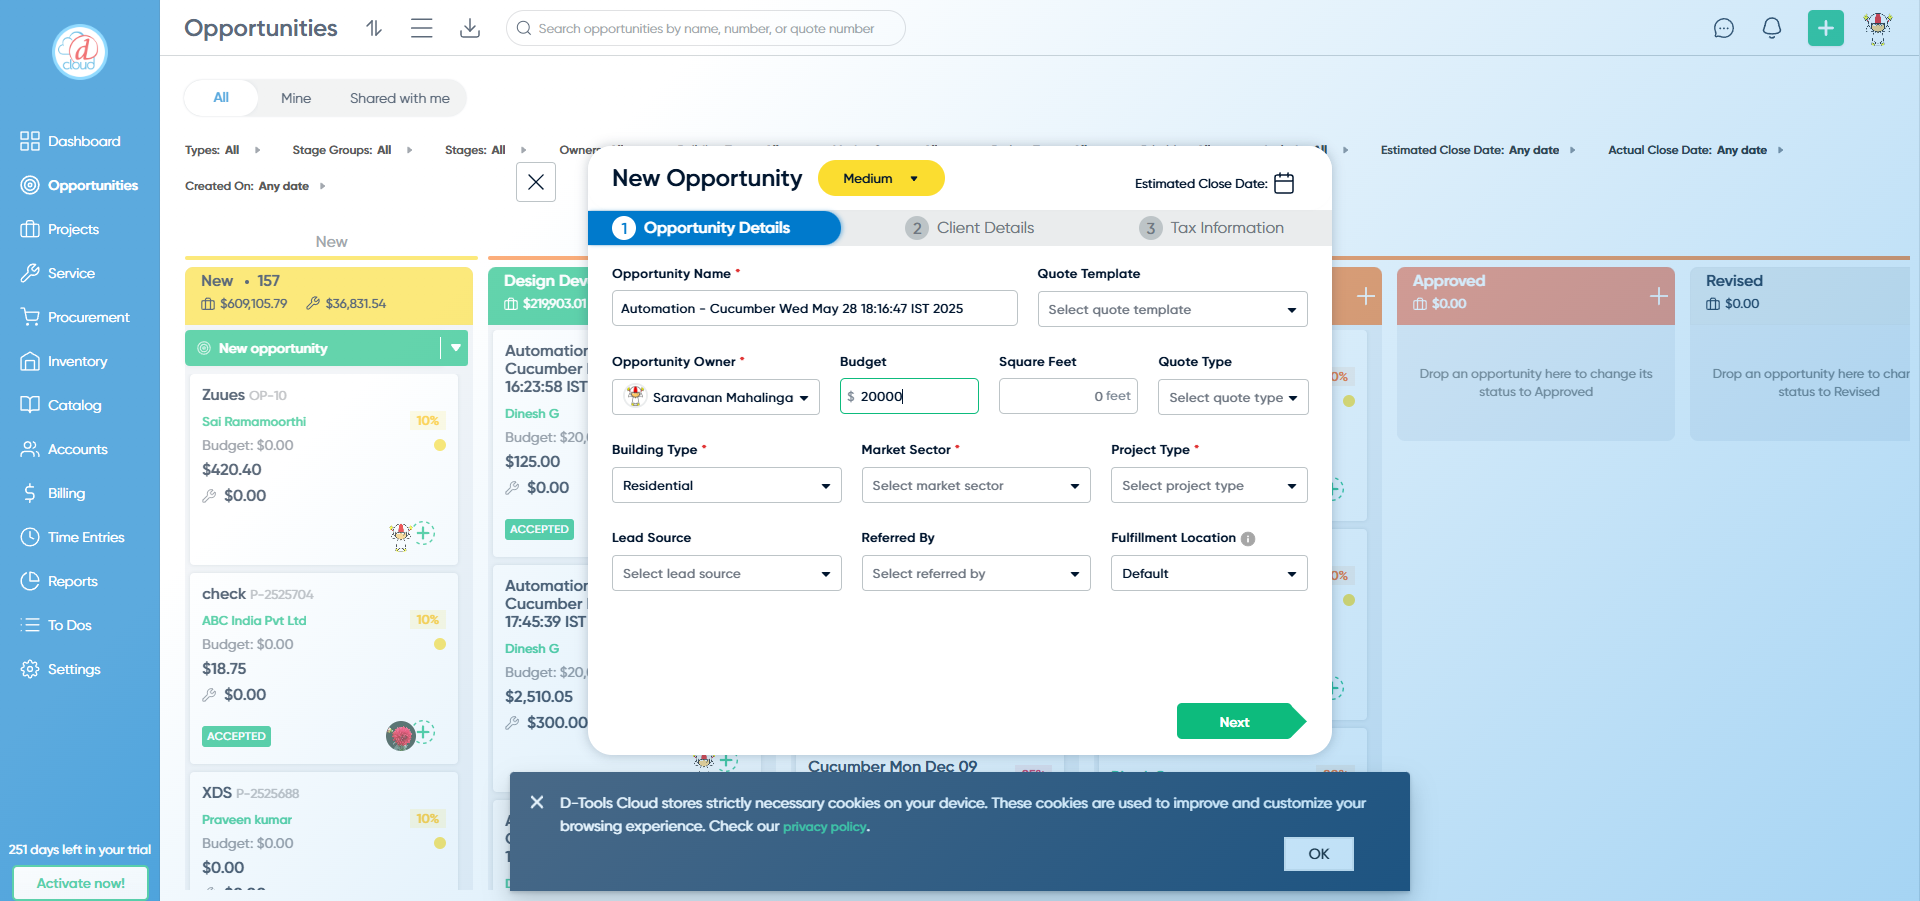 d
cloud
Dashboard
Opportunities
Projects
Service
Procurement
Inventory
Catalog
Accounts
Billing
Time Entries
Reports
To Dos
Settings
251 days left in your trial
Activate now!
Opportunities
Search opportunities by name, number, or quote number
All
Mine
Shared with me
Types: All
Stage Groups: All
Stages: All
Owners
Estimated Close Date: Any date
Actual Close Date: Any date
Created On: Any date
New
New • 157
$609,105.79
$36,831.54
New opportunity
Zuues OP-10
Sai Ramamoorthi
10%
Budget: $0.00
$420.40
$0.00
check P-2525704
ABC India Pvt Ltd
10%
Budget: $0.00
$18.75
$0.00
ACCEPTED
XDS P-2525688
Praveen kumar
10%
Budget: $0.00
$0.00
Design Dev
$219,903.01
Automation
Cucumber
16:23:58 IST
Dinesh G
Budget: $20,
$125.00
$0.00
ACCEPTED
Automation
Cucumber
17:45:39 IST
Dinesh G
Budget: $20,
$2,510.05
$300.00
Cucumber Mon Dec 09
Approved
$0.00
Drop an opportunity here to change its
status to Approved
Revised
$0.00
Drop an opportunity here to char
status to Revised
New Opportunity
Medium
Estimated Close Date:
1 Opportunity Details
2 Client Details
3 Tax Information
Opportunity Name *
Automation - Cucumber Wed May 28 18:16:47 IST 2025
Quote Template
Select quote template
Opportunity Owner *
Saravanan Mahalinga
Budget
$ 20000
Square Feet
0 feet
Quote Type
Select quote type
Building Type *
Residential
Market Sector *
Select market sector
Project Type *
Select project type
Lead Source
Select lead source
Referred By
Select referred by
Fulfillment Location
Default
Next
D-Tools Cloud stores strictly necessary cookies on your device. These cookies are used to improve and customize your
browsing experience. Check our privacy policy.
OK